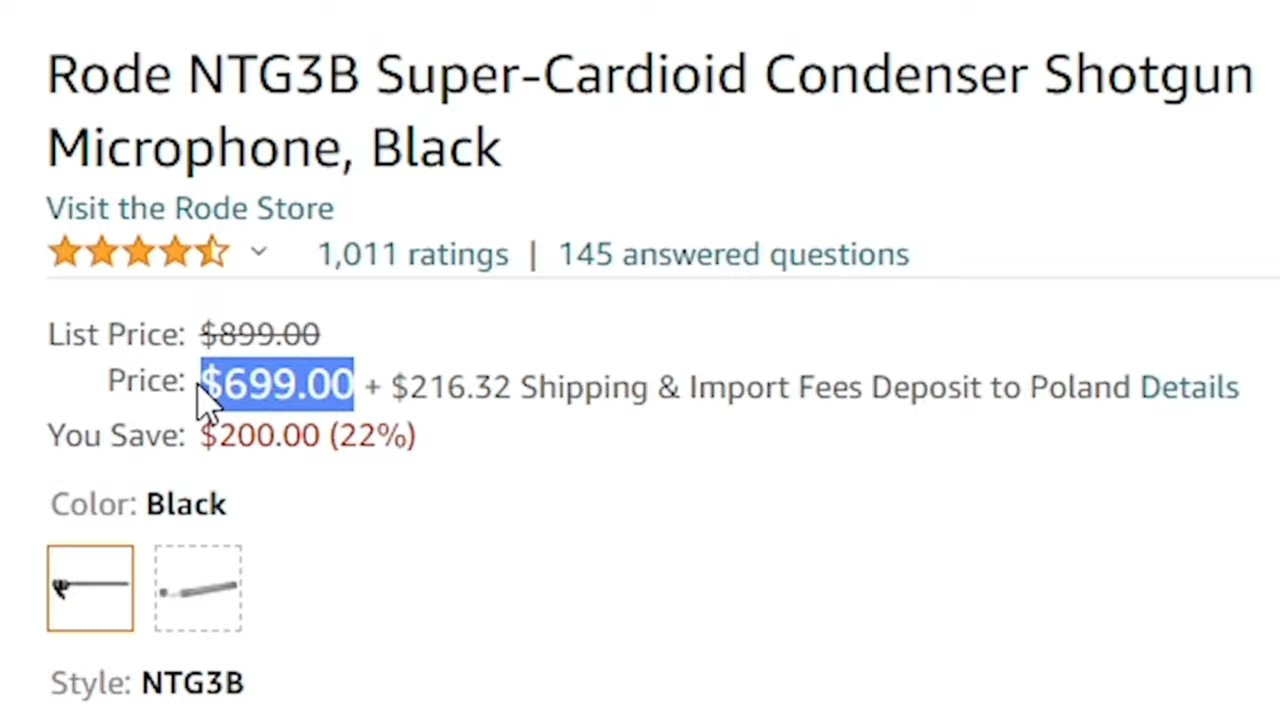 Rode NTG3B Super-Cardioid Condenser Shotgun
Microphone, Black
Visit the Rode Store
1,011 ratings | 145 answered questions
List Price: $899.00
Price: $699.00 + $216.32 Shipping & Import Fees Deposit to Poland Details
You Save: $200.00 (22%)
Color: Black
Style: NTG3B